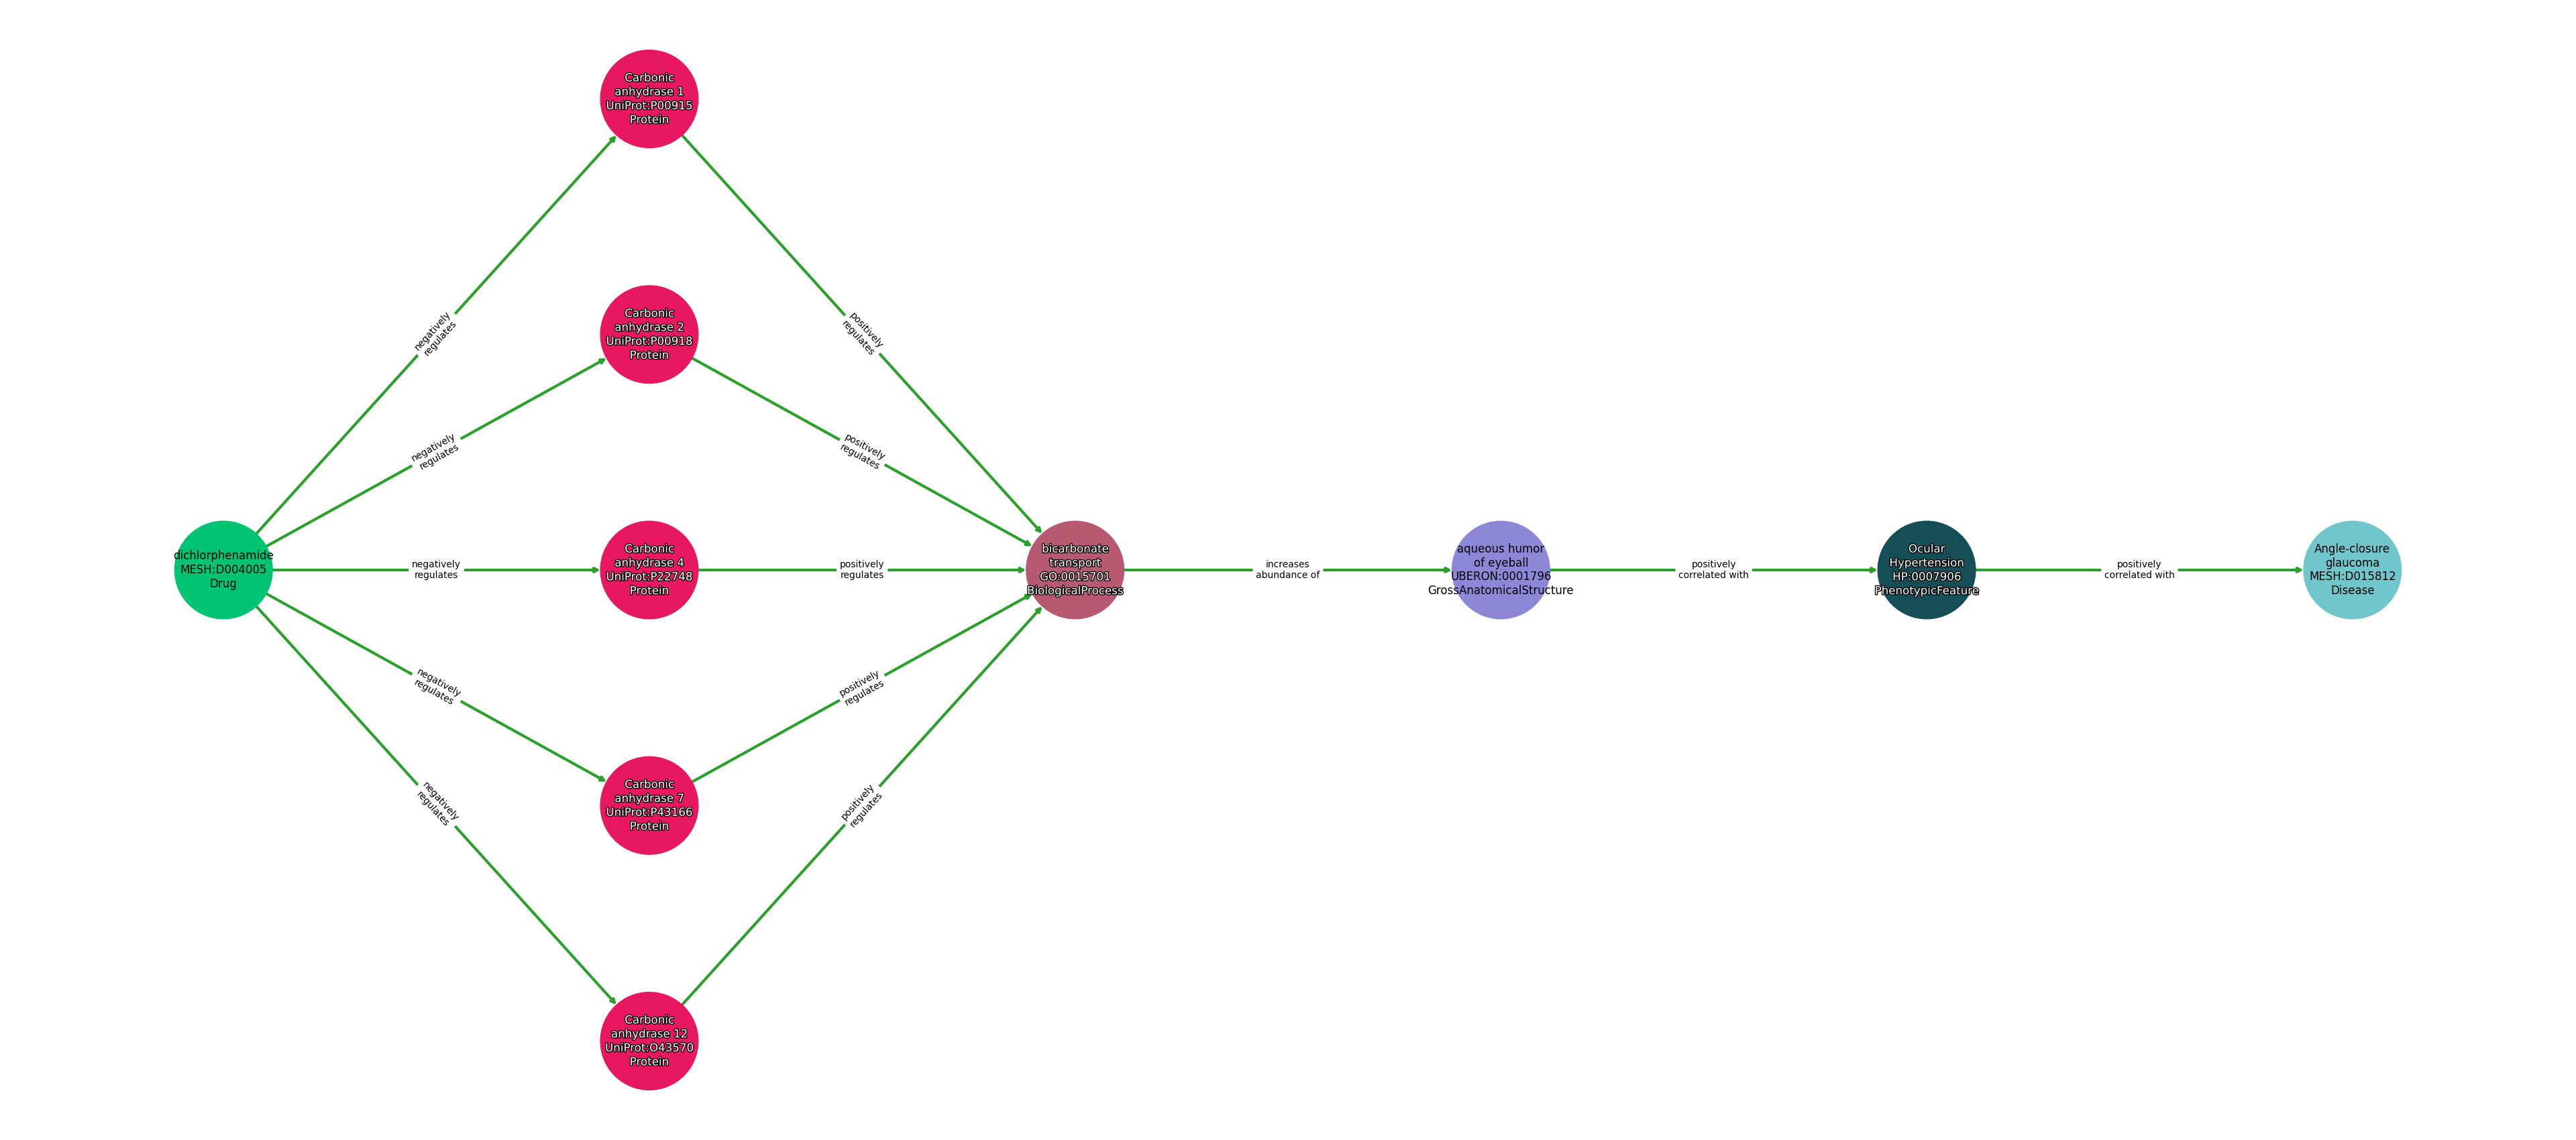 Carbonic
anhydrase 1
UniProt:P00915
Protein
negatively
regulates
positively
regulates
Carbonic
anhydrase 2
UniProt:P00918
Protein
negatively
regulates
positively
regulates
dichlorphenamide
MESH:D004005
Drug
negatively
regulates
Carbonic
anhydrase 4
UniProt:P22748
Protein
positively
regulates
bicarbonate
transport
GO:0015701
BiologicalProcess
increases
abundance of
aqueous humor
of eyeball
UBERON:0001796
GrossAnatomicalStructure
positively
correlated with
Ocular
Hypertension
HP:0007906
PhenotypicFeature
positively
correlated with
Angle-closure
glaucoma
MESH:D015812
Disease
negatively
regulates
positively
regulates
Carbonic
anhydrase 7
UniProt:P43166
Protein
negatively
regulates
positively
regulates
Carbonic
anhydrase 12
UniProt:O43570
Protein